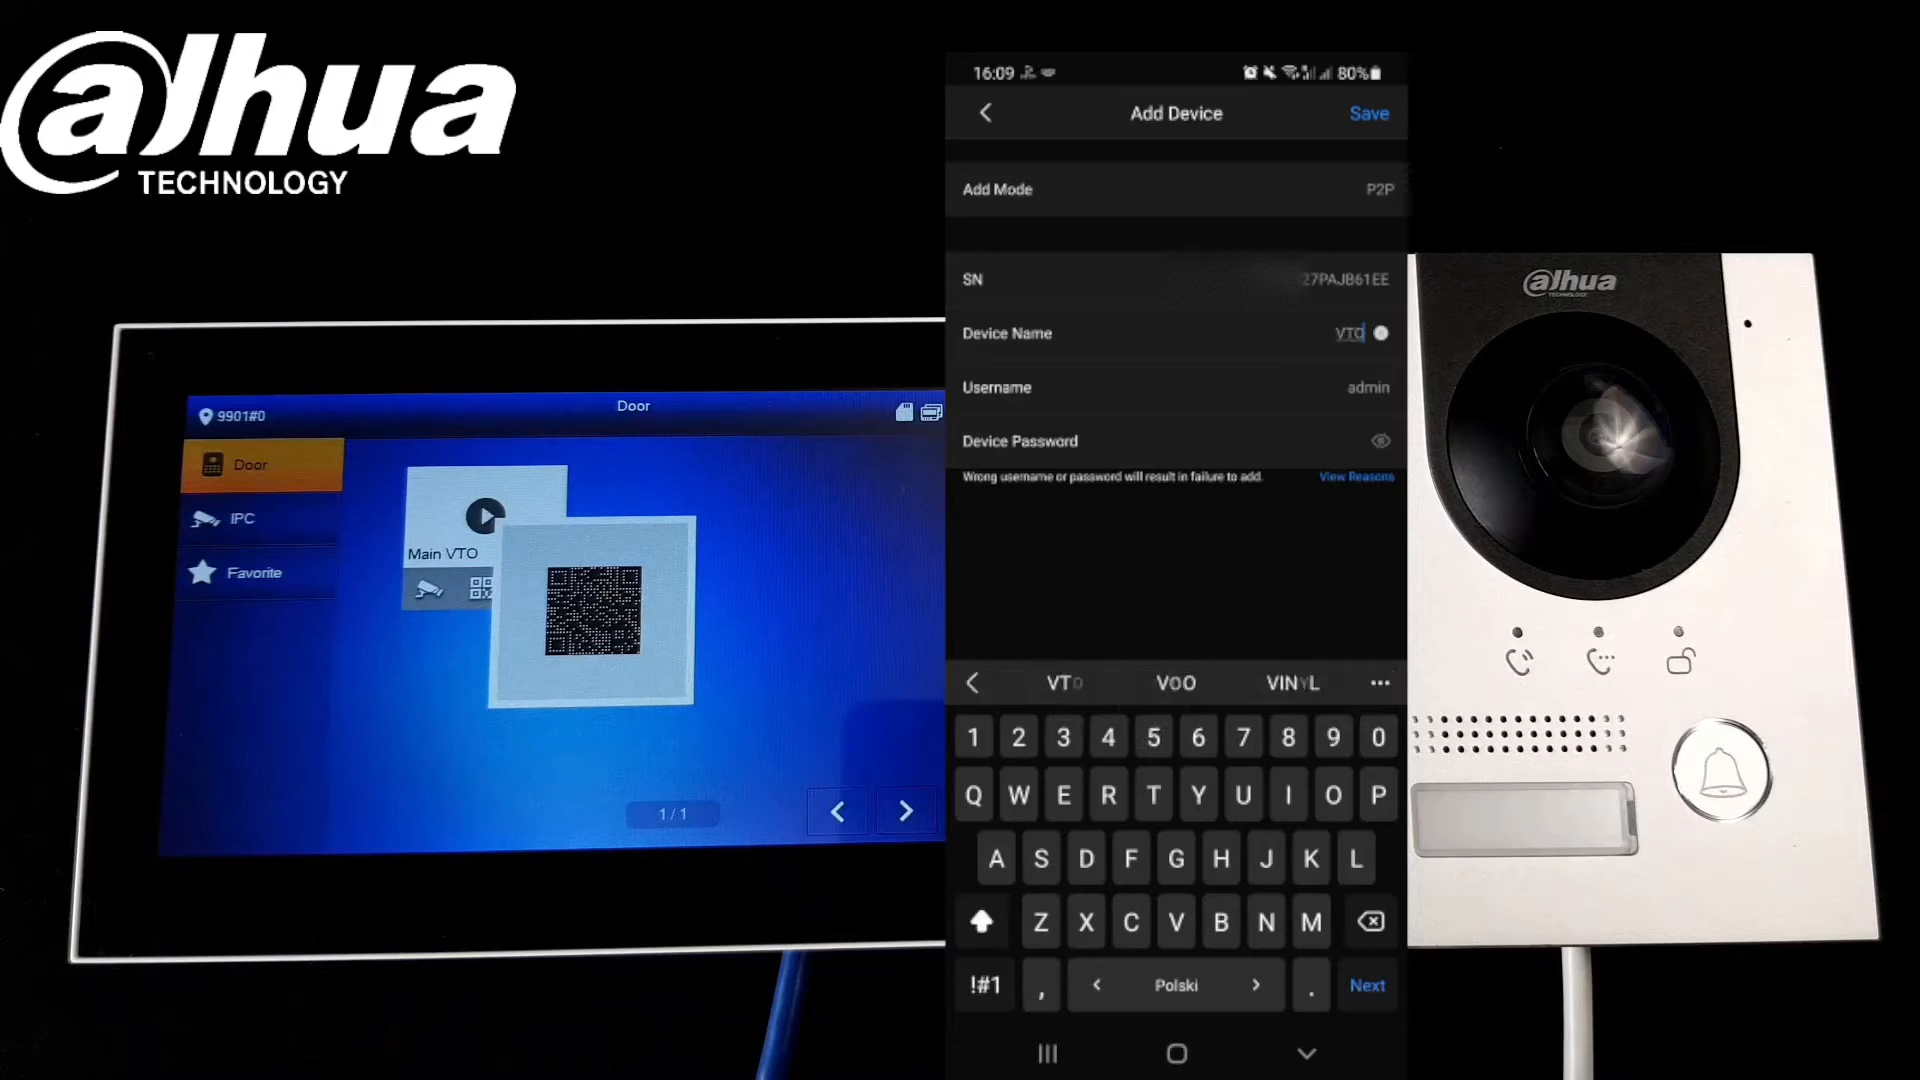 alhua
TECHNOLOGY
16:09
80%
Add Device
Save
Add Mode
P2P
SN
27PAJB61EE
Device Name
VTO
Username
admin
Device Password
Wrong username or password will result in failure to add.
View Reasons
VTO
VOO
VINYL
1 2 3 4 5 6 7 8 9 0
Q W E R T Y U I O P
A S D F G H J K L
Z X C V B N M
!#1 , < Polski > . Next
9901#0
Door
Door
IPC
Favorite
Main VTO
1/1
alhua
TECHNOLOGY